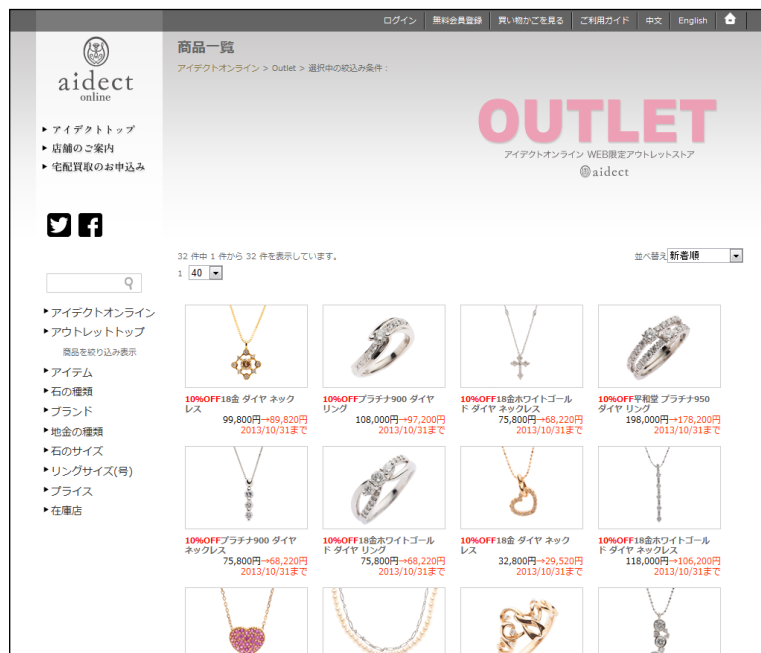 ログイン
無料会員登録
買い物かごを見る
ご利用ガイド
中文
English
aidect
online
アイデクトトップ
店舗のご案内
宅配買取のお申込み
アイデクトオンライン
アウトレットトップ
商品を絞り込み表示
アイテム
石の種類
ブランド
地金の種類
石のサイズ
リングサイズ(号)
プライス
在庫店
商品一覧
アイデクトオンライン > Outlet > 選択中の絞込み条件 :
OUTLET
アイデクトオンライン WEB限定アウトレットストア
aidect
32 件中 1 件から 32 件を表示しています。
並べ替え 新着順
1 40
10%OFF18金 ダイヤ ネック
レス
99,800円→89,820円
2013/10/31まで
10%OFFプラチナ900 ダイヤ
リング
108,000円→97,200円
2013/10/31まで
10%OFF18金ホワイトゴール
ド ダイヤ ネックレス
75,800円→68,220円
2013/10/31まで
10%OFF平和堂 プラチナ950
ダイヤ リング
198,000円→178,200円
2013/10/31まで
10%OFFプラチナ900 ダイヤ
ネックレス
75,800円→68,220円
2013/10/31まで
10%OFF18金ホワイトゴール
ド ダイヤ リング
75,800円→68,220円
2013/10/31まで
10%OFF18金 ダイヤ ネック
レス
32,800円→29,520円
2013/10/31まで
10%OFF18金ホワイトゴール
ド ダイヤ ネックレス
118,000円→106,200円
2013/10/31まで